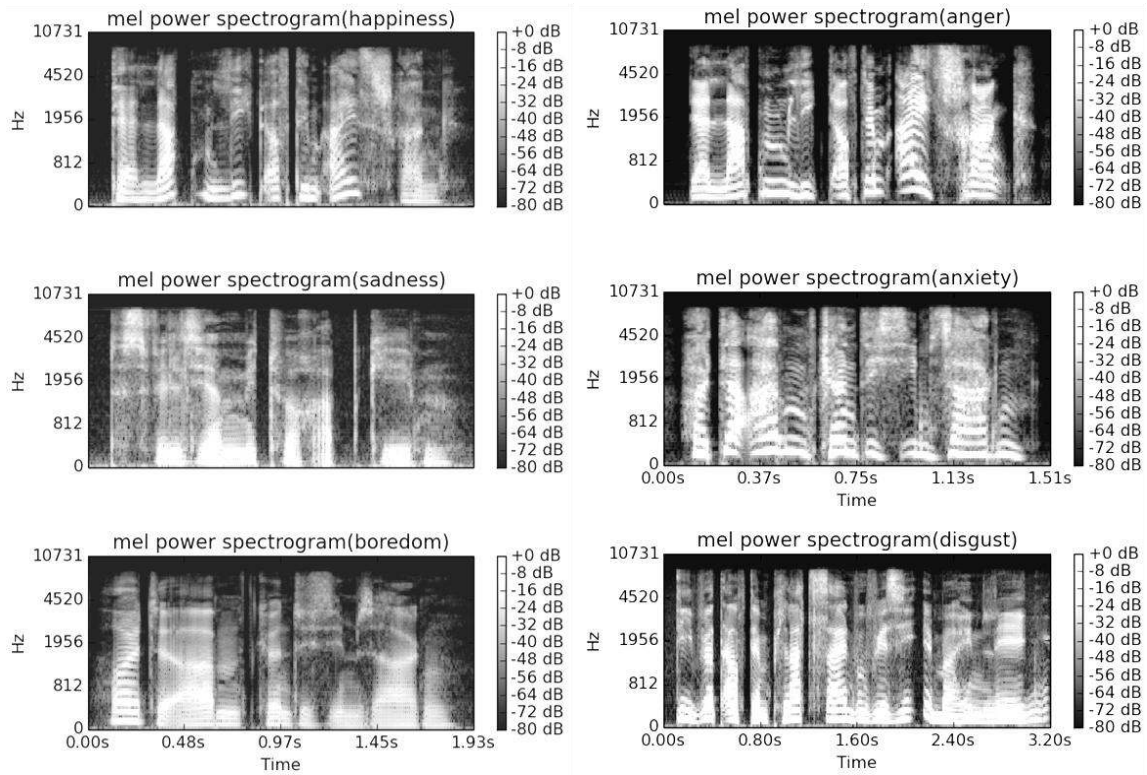 mel power spectrogram(happiness)
10731
4520
1956
812
0
Hz
+0 dB
-8 dB
-16 dB
-24 dB
-32 dB
-40 dB
-48 dB
-56 dB
-64 dB
-72 dB
-80 dB
mel power spectrogram(anger)
10731
4520
1956
812
0
Hz
+0 dB
-8 dB
-16 dB
-24 dB
-32 dB
-40 dB
-48 dB
-56 dB
-64 dB
-72 dB
-80 dB
mel power spectrogram(sadness)
10731
4520
1956
812
0
Hz
Time
+0 dB
-8 dB
-16 dB
-24 dB
-32 dB
-40 dB
-48 dB
-56 dB
-64 dB
-72 dB
-80 dB
mel power spectrogram(anxiety)
10731
4520
1956
812
0
Hz
0.00s 0.37s 0.75s 1.13s 1.51s
Time
+0 dB
-8 dB
-16 dB
-24 dB
-32 dB
-40 dB
-48 dB
-56 dB
-64 dB
-72 dB
-80 dB
mel power spectrogram(boredom)
10731
4520
1956
812
0
Hz
0.00s 0.48s 0.97s 1.45s 1.93s
Time
+0 dB
-8 dB
-16 dB
-24 dB
-32 dB
-40 dB
-48 dB
-56 dB
-64 dB
-72 dB
-80 dB
mel power spectrogram(disgust)
10731
4520
1956
812
0
Hz
0.00s 0.80s 1.60s 2.40s 3.20s
Time
+0 dB
-8 dB
-16 dB
-24 dB
-32 dB
-40 dB
-48 dB
-56 dB
-64 dB
-72 dB
-80 dB